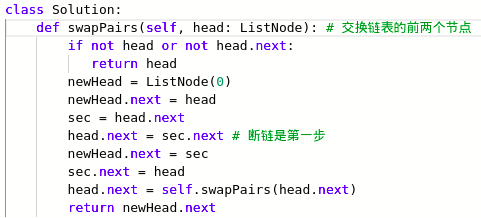 class Solution:
    def swapPairs(self, head: ListNode): # 交换链表的前两个节点
        if not head or not head.next:
           return head
        newHead = ListNode(0)
        newHead.next = head
        sec = head.next
        head.next = sec.next # 断链是第一步
        newHead.next = sec
        sec.next = head
        head.next = self.swapPairs(head.next)
        return newHead.next